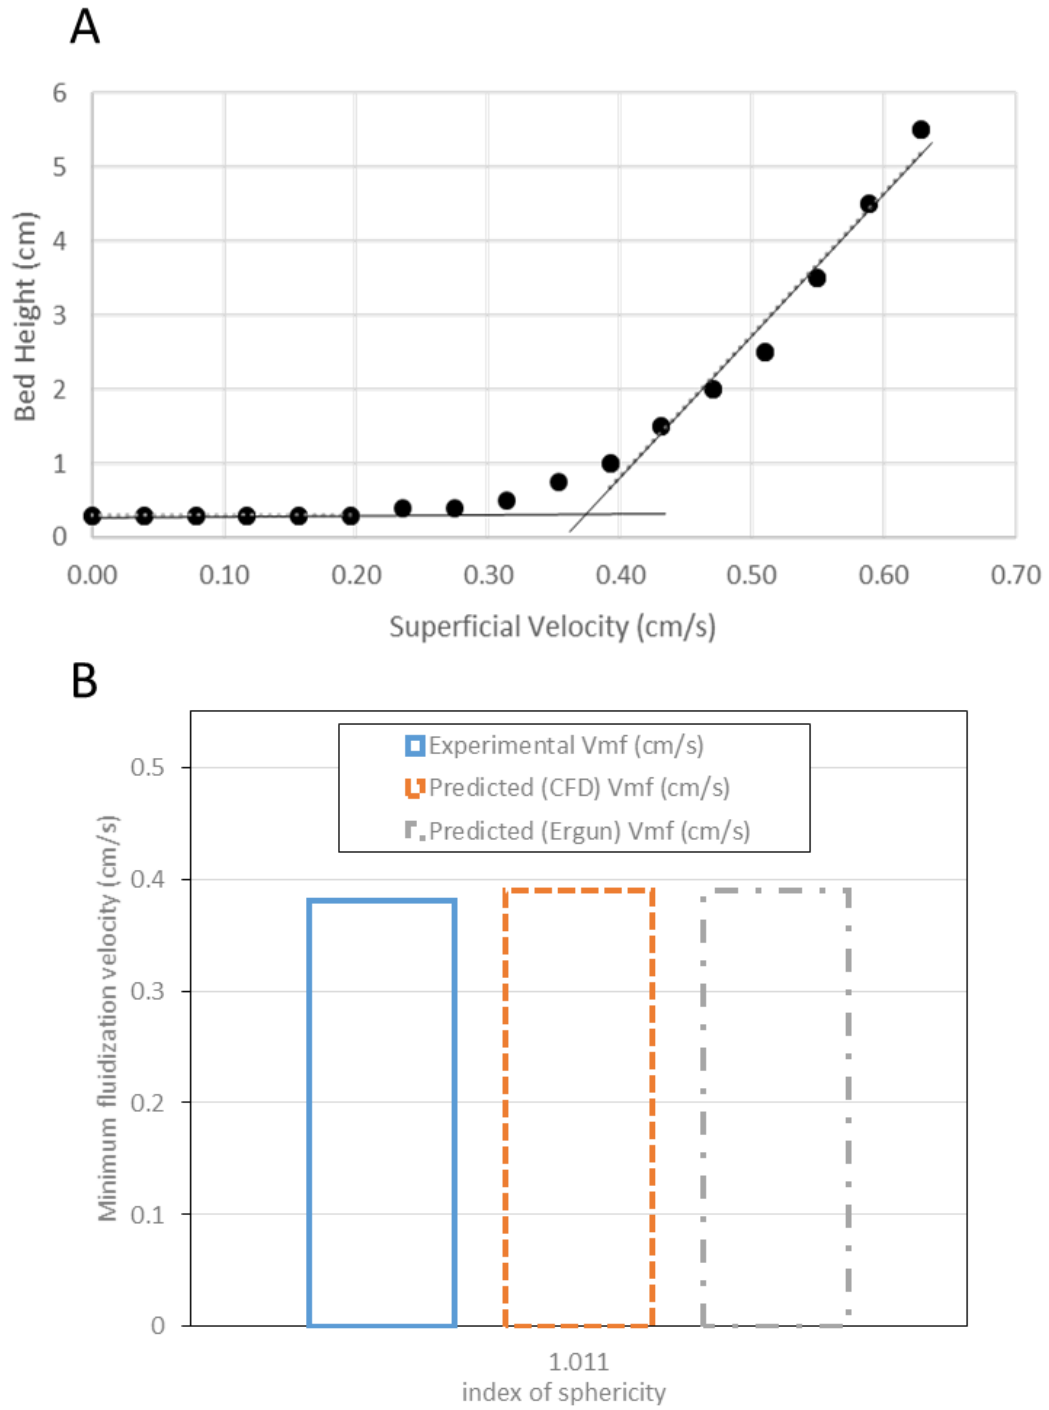 A
6
5
4
3
2
1
0
Bed Height (cm)
0.00 0.10 0.20 0.30 0.40 0.50 0.60 0.70
Superficial Velocity (cm/s)
B
Experimental Vmf (cm/s)
Predicted (CFD) Vmf (cm/s)
Predicted (Ergun) Vmf (cm/s)
0.5
0.4
0.3
0.2
0.1
0
Minimum fluidization velocity (cm/s)
1.011
index of sphericity